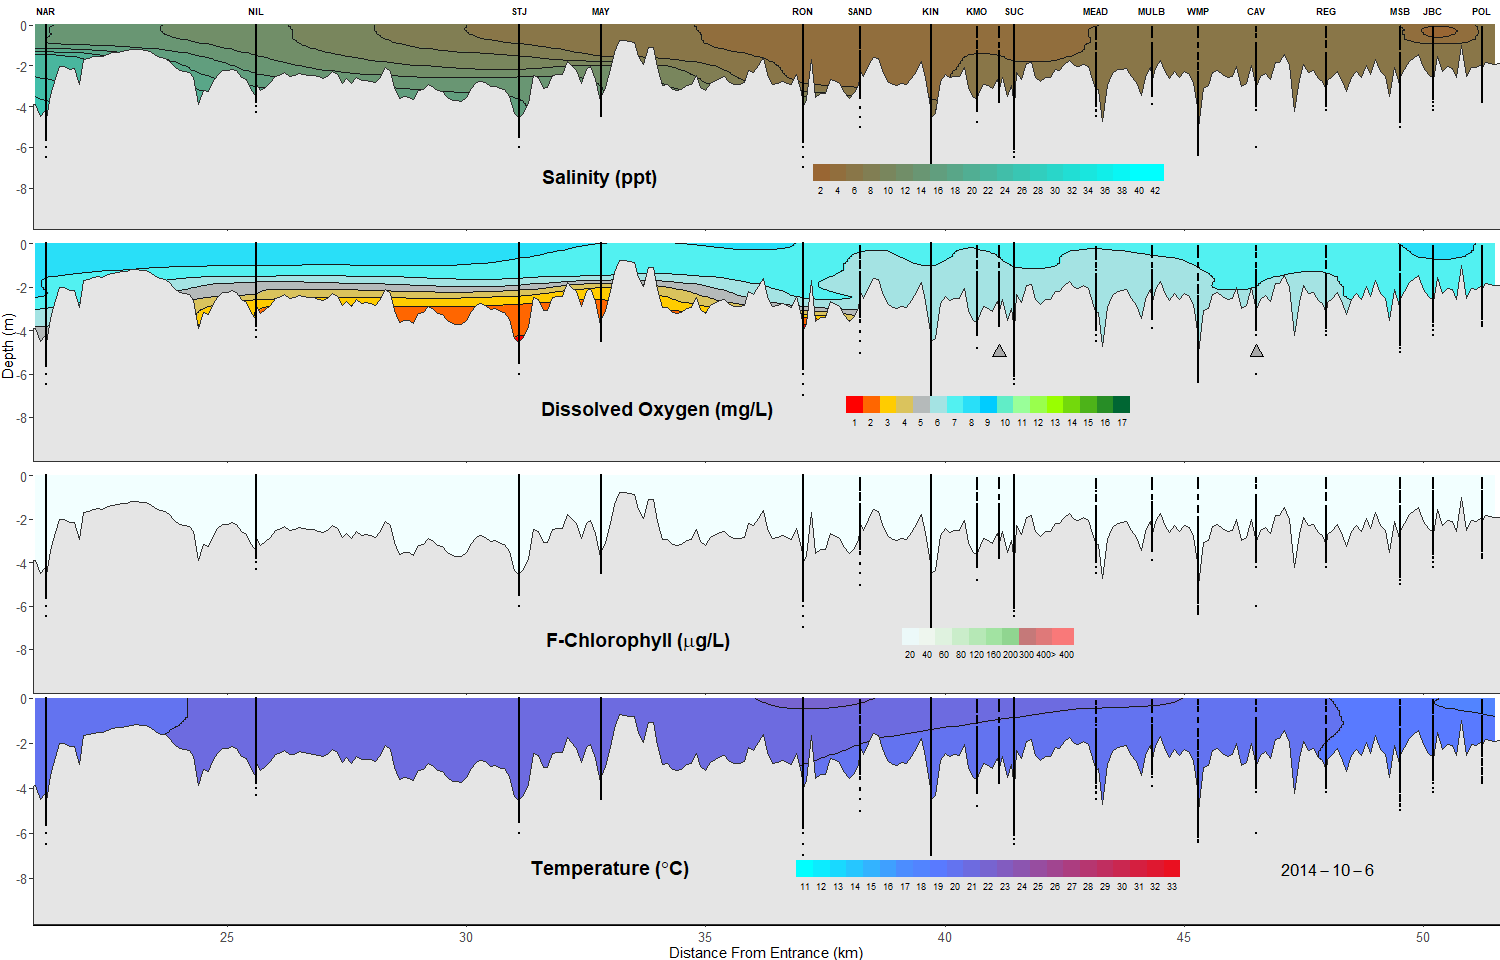 NAR NIL STJ MAY RON SAND KIN KMO SUC MEAD MULB WMP CAV REG MSB JBC POL
0
-2
-4
-6
-8
Salinity (ppt)
2 4 6 8 10 12 14 16 18 20 22 24 26 28 30 32 34 36 38 40 42
0
-2
-4
-6
-8
Depth (m)
Dissolved Oxygen (mg/L)
1 2 3 4 5 6 7 8 9 10 11 12 13 14 15 16 17
0
-2
-4
-6
-8
F-Chlorophyll (μg/L)
20 40 60 80 120 160 200 300 400> 400
0
-2
-4
-6
-8
Temperature (°C)
11 12 13 14 15 16 17 18 19 20 21 22 23 24 25 26 27 28 29 30 31 32 33
2014 – 10 – 6
25 30 35 40 45 50
Distance From Entrance (km)